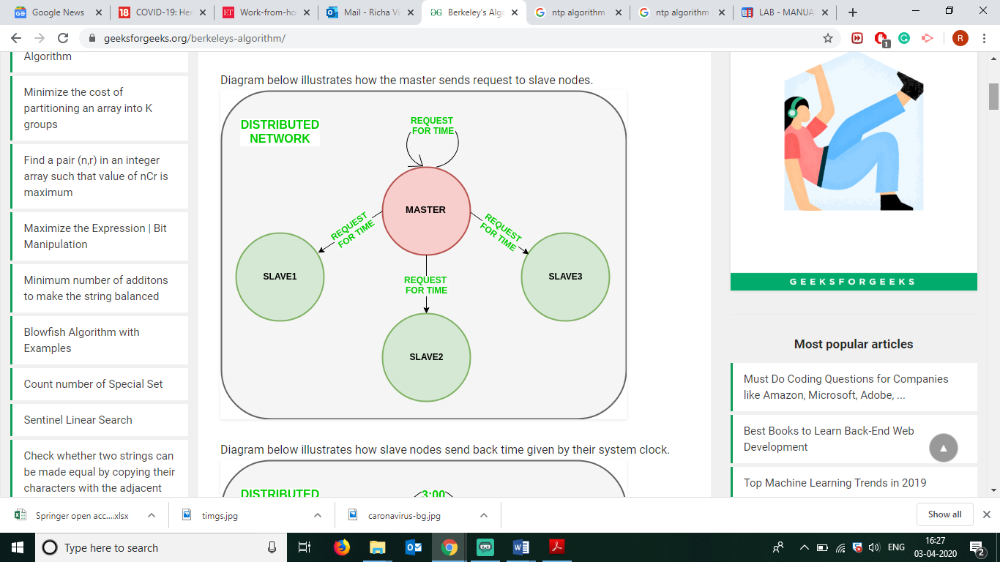 Google News
COVID-19: Her
Work-from-ho
Mail - Richa Vi
Berkeley's Algo
ntp algorithm
ntp algorithm
LAB - MANUA
geeksforgeeks.org/berkeleys-algorithm/
R
1
Algorithm
Minimize the cost of
partitioning an array into K
groups
Find a pair (n,r) in an integer
array such that value of nCr is
maximum
Maximize the Expression | Bit
Manipulation
Minimum number of additons
to make the string balanced
Blowfish Algorithm with
Examples
Count number of Special Set
Sentinel Linear Search
Check whether two strings can
be made equal by copying their
characters with the adjacent
Diagram below illustrates how the master sends request to slave nodes.
DISTRIBUTED
NETWORK
REQUEST
FOR TIME
MASTER
REQUEST
FOR TIME
REQUEST
FOR TIME
SLAVE1
REQUEST
FOR TIME
SLAVE3
SLAVE2
Diagram below illustrates how slave nodes send back time given by their system clock.
DISTRIBUTED
3:00
GEEKSFORGEEKS
Most popular articles
Must Do Coding Questions for Companies
like Amazon, Microsoft, Adobe, ...
Best Books to Learn Back-End Web
Development
Top Machine Learning Trends in 2019
Springer open acc....xlsx
timgs.jpg
caronavirus-bg.jpg
Show all
Type here to search
ENG
16:27
03-04-2020
2